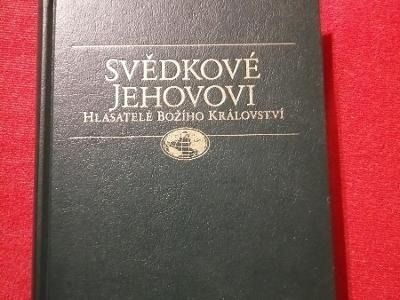 SVĚDKOVÉ
JEHOVOVI
HLASATELÉ BOŽÍHO KRÁLOVSTVÍ